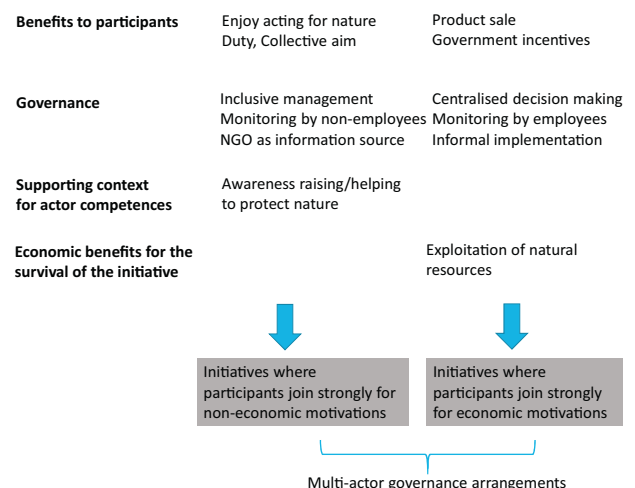 Benefits to participants
Enjoy acting for nature
Duty, Collective aim
Product sale
Government incentives
Governance
Inclusive management
Monitoring by non-employees
NGO as information source
Centralised decision making
Monitoring by employees
Informal implementation
Supporting context
for actor competences
Awareness raising/helping
to protect nature
Economic benefits for the
survival of the initiative
Exploitation of natural
resources
Initiatives where
participants join strongly for
non-economic motivations
Initiatives where
participants join strongly
for economic motivations
Multi-actor governance arrangements